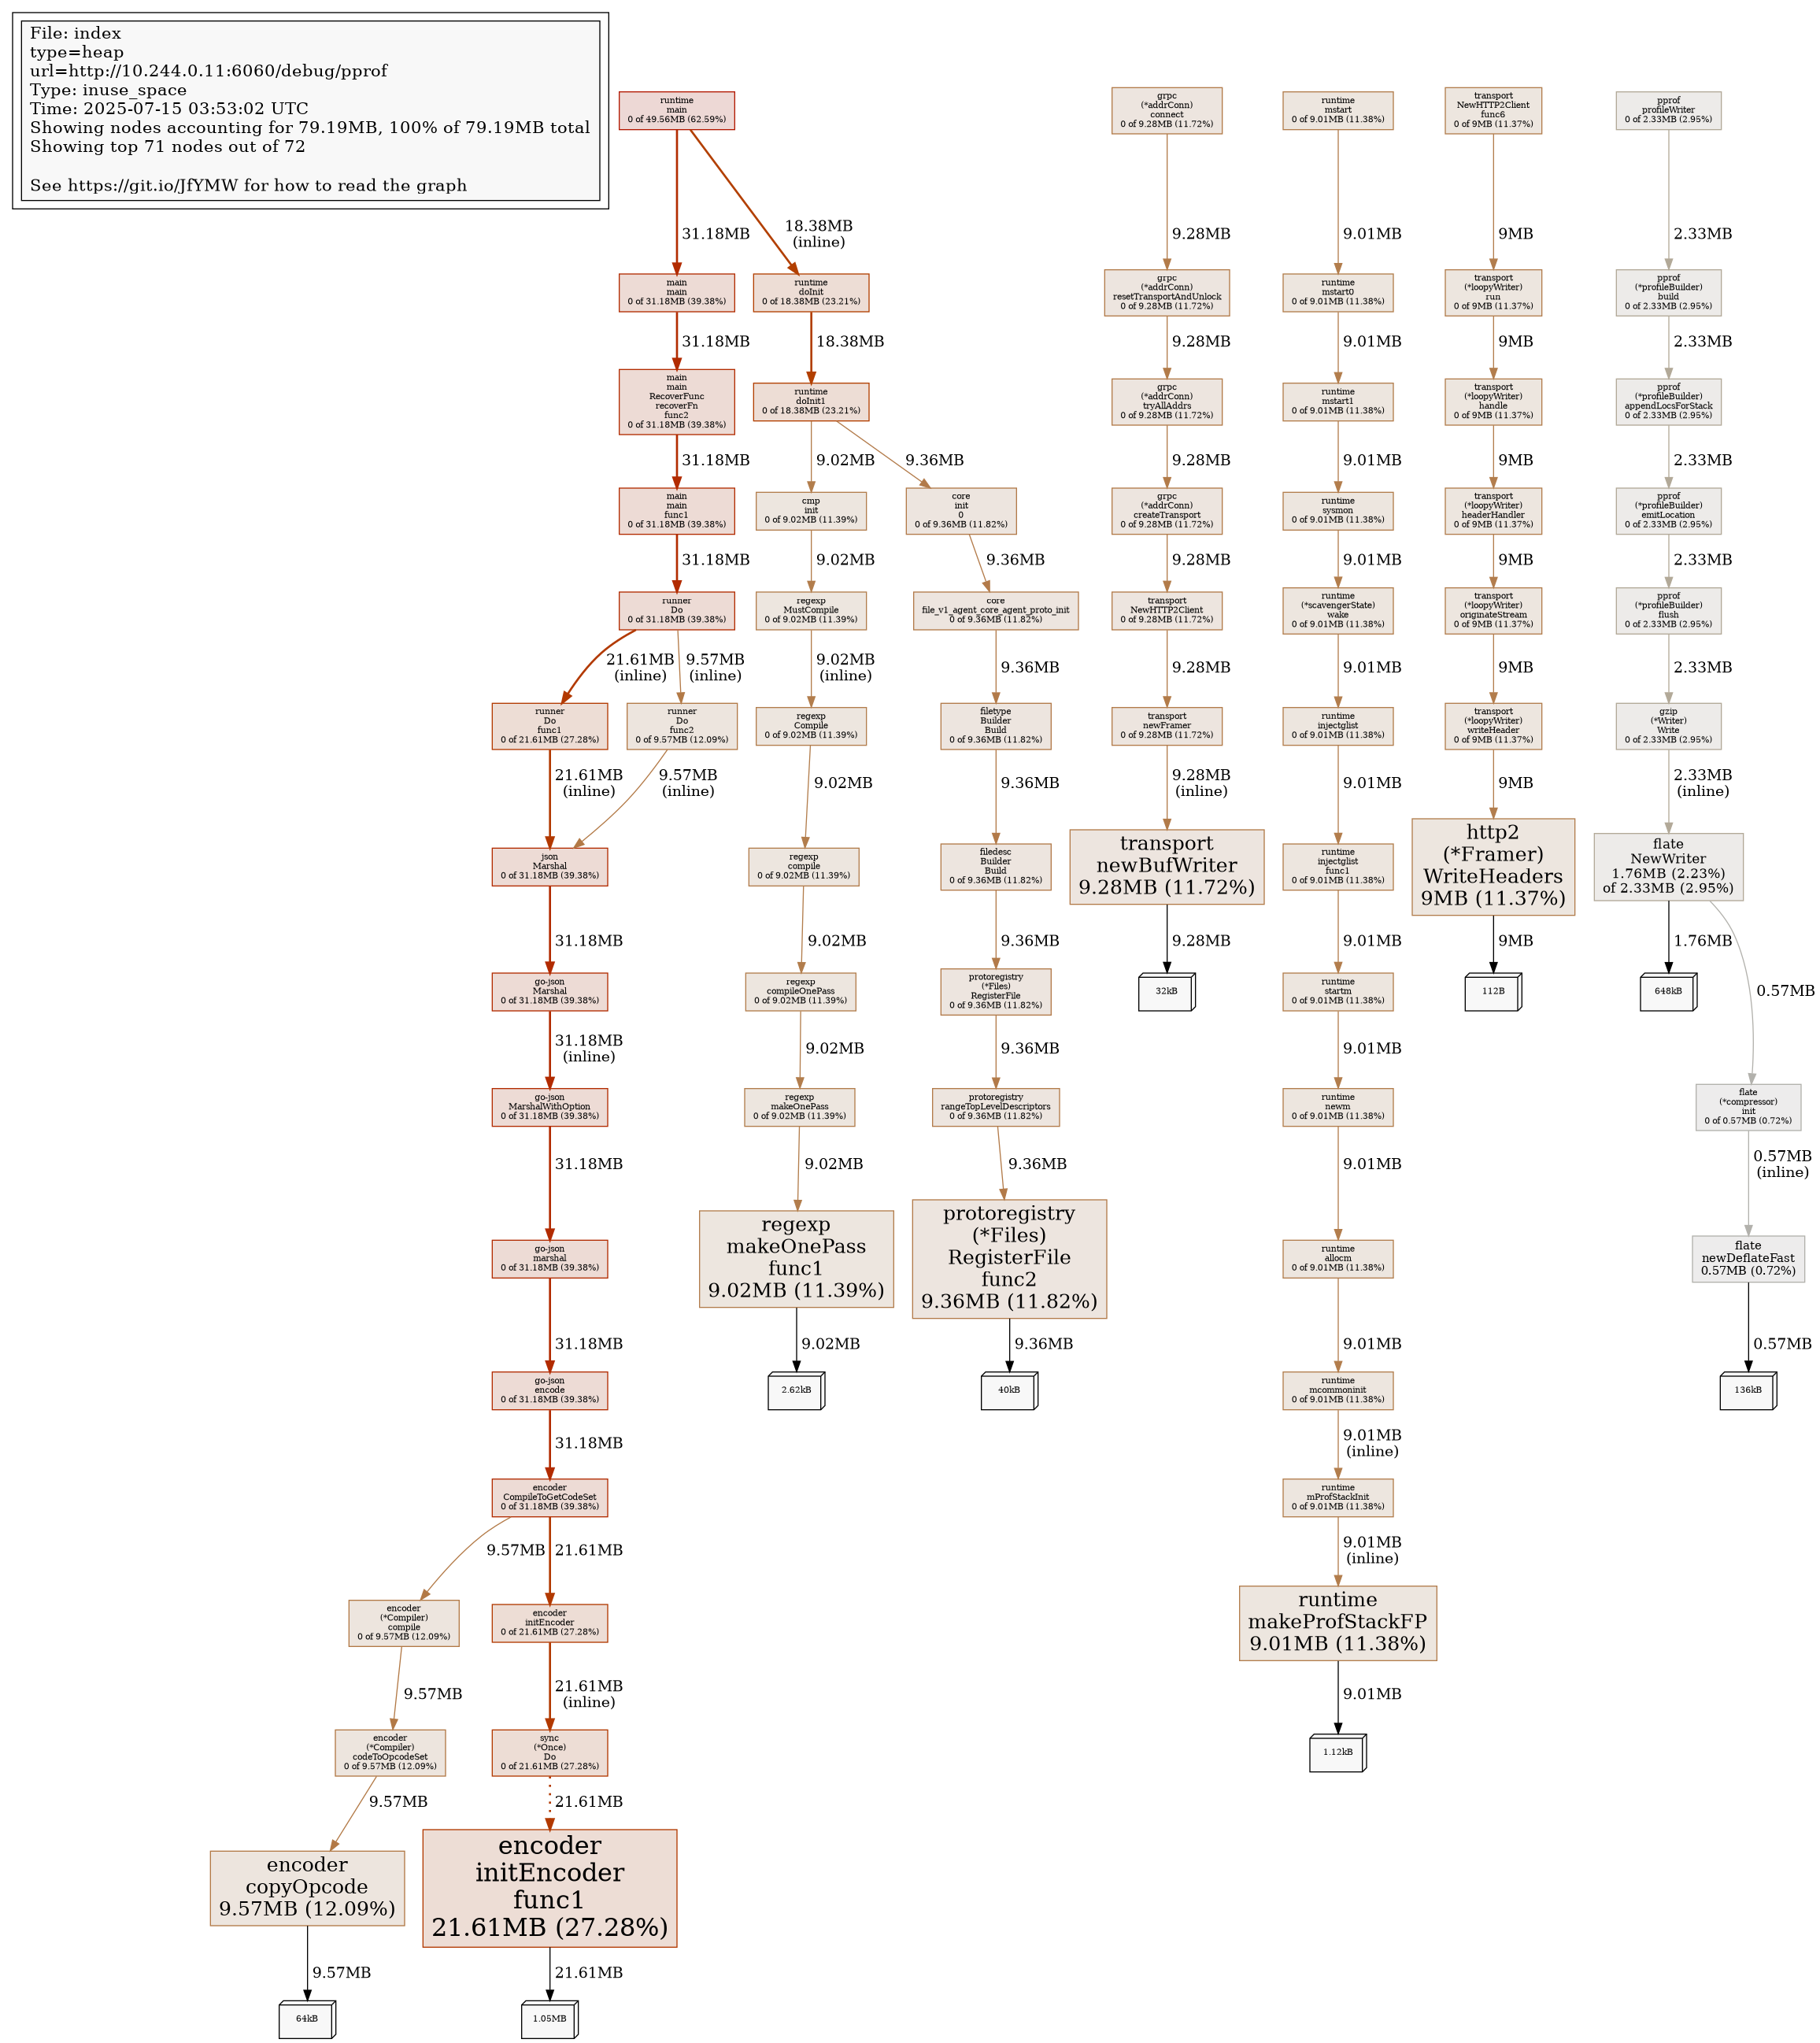 File: index
type=heap
url=http://10.244.0.11:6060/debug/pprof
Type: inuse_space
Time: 2025-07-15 03:53:02 UTC
Showing nodes accounting for 79.19MB, 100% of 79.19MB total
Showing top 71 nodes out of 72
See https://git.io/JfYMW for how to read the graph
runtime
main
0 of 49.56MB (62.59%)
31.18MB
18.38MB
(inline)
main
main
0 of 31.18MB (39.38%)
31.18MB
main
main
RecoverFunc
recoverFn
func2
0 of 31.18MB (39.38%)
31.18MB
main
main
func1
0 of 31.18MB (39.38%)
31.18MB
runner
Do
0 of 31.18MB (39.38%)
21.61MB
(inline)
9.57MB
(inline)
runner
Do
func1
0 of 21.61MB (27.28%)
21.61MB
(inline)
runner
Do
func2
0 of 9.57MB (12.09%)
9.57MB
(inline)
json
Marshal
0 of 31.18MB (39.38%)
31.18MB
go-json
Marshal
0 of 31.18MB (39.38%)
31.18MB
(inline)
go-json
MarshalWithOption
0 of 31.18MB (39.38%)
31.18MB
go-json
marshal
0 of 31.18MB (39.38%)
31.18MB
go-json
encode
0 of 31.18MB (39.38%)
31.18MB
encoder
CompileToGetCodeSet
0 of 31.18MB (39.38%)
9.57MB
21.61MB
encoder
(*Compiler)
compile
0 of 9.57MB (12.09%)
9.57MB
encoder
(*Compiler)
codeToOpcodeSet
0 of 9.57MB (12.09%)
9.57MB
encoder
copyOpcode
9.57MB (12.09%)
9.57MB
64kB
encoder
initEncoder
0 of 21.61MB (27.28%)
21.61MB
(inline)
sync
(*Once)
Do
0 of 21.61MB (27.28%)
21.61MB
encoder
initEncoder
func1
21.61MB (27.28%)
21.61MB
1.05MB
runtime
doInit
0 of 18.38MB (23.21%)
18.38MB
runtime
doInit1
0 of 18.38MB (23.21%)
9.02MB
9.36MB
cmp
init
0 of 9.02MB (11.39%)
9.02MB
regexp
MustCompile
0 of 9.02MB (11.39%)
9.02MB
(inline)
regexp
Compile
0 of 9.02MB (11.39%)
9.02MB
regexp
compile
0 of 9.02MB (11.39%)
9.02MB
regexp
compileOnePass
0 of 9.02MB (11.39%)
9.02MB
regexp
makeOnePass
0 of 9.02MB (11.39%)
9.02MB
regexp
makeOnePass
func1
9.02MB (11.39%)
9.02MB
2.62kB
core
init
0
0 of 9.36MB (11.82%)
9.36MB
core
file_v1_agent_core_agent_proto_init
0 of 9.36MB (11.82%)
9.36MB
filetype
Builder
Build
0 of 9.36MB (11.82%)
9.36MB
filedesc
Builder
Build
0 of 9.36MB (11.82%)
9.36MB
protoregistry
(*Files)
RegisterFile
0 of 9.36MB (11.82%)
9.36MB
protoregistry
rangeTopLevelDescriptors
0 of 9.36MB (11.82%)
9.36MB
protoregistry
(*Files)
RegisterFile
func2
9.36MB (11.82%)
9.36MB
40kB
grpc
(*addrConn)
connect
0 of 9.28MB (11.72%)
9.28MB
grpc
(*addrConn)
resetTransportAndUnlock
0 of 9.28MB (11.72%)
9.28MB
grpc
(*addrConn)
tryAllAddrs
0 of 9.28MB (11.72%)
9.28MB
grpc
(*addrConn)
createTransport
0 of 9.28MB (11.72%)
9.28MB
transport
NewHTTP2Client
0 of 9.28MB (11.72%)
9.28MB
transport
newFramer
0 of 9.28MB (11.72%)
9.28MB
(inline)
transport
newBufWriter
9.28MB (11.72%)
9.28MB
32kB
runtime
mstart
0 of 9.01MB (11.38%)
9.01MB
runtime
mstart0
0 of 9.01MB (11.38%)
9.01MB
runtime
mstart1
0 of 9.01MB (11.38%)
9.01MB
runtime
sysmon
0 of 9.01MB (11.38%)
9.01MB
runtime
(*scavengerState)
wake
0 of 9.01MB (11.38%)
9.01MB
runtime
injectglist
0 of 9.01MB (11.38%)
9.01MB
runtime
injectglist
func1
0 of 9.01MB (11.38%)
9.01MB
runtime
startm
0 of 9.01MB (11.38%)
9.01MB
runtime
newm
0 of 9.01MB (11.38%)
9.01MB
runtime
allocm
0 of 9.01MB (11.38%)
9.01MB
runtime
mcommoninit
0 of 9.01MB (11.38%)
9.01MB
(inline)
runtime
mProfStackInit
0 of 9.01MB (11.38%)
9.01MB
(inline)
runtime
makeProfStackFP
9.01MB (11.38%)
9.01MB
1.12kB
transport
NewHTTP2Client
func6
0 of 9MB (11.37%)
9MB
transport
(*loopyWriter)
run
0 of 9MB (11.37%)
9MB
transport
(*loopyWriter)
handle
0 of 9MB (11.37%)
9MB
transport
(*loopyWriter)
headerHandler
0 of 9MB (11.37%)
9MB
transport
(*loopyWriter)
originateStream
0 of 9MB (11.37%)
9MB
transport
(*loopyWriter)
writeHeader
0 of 9MB (11.37%)
9MB
http2
(*Framer)
WriteHeaders
9MB (11.37%)
9MB
112B
pprof
profileWriter
0 of 2.33MB (2.95%)
2.33MB
pprof
(*profileBuilder)
build
0 of 2.33MB (2.95%)
2.33MB
pprof
(*profileBuilder)
appendLocsForStack
0 of 2.33MB (2.95%)
2.33MB
pprof
(*profileBuilder)
emitLocation
0 of 2.33MB (2.95%)
2.33MB
pprof
(*profileBuilder)
flush
0 of 2.33MB (2.95%)
2.33MB
gzip
(*Writer)
Write
0 of 2.33MB (2.95%)
2.33MB
(inline)
flate
NewWriter
1.76MB (2.23%)
of 2.33MB (2.95%)
1.76MB
648kB
0.57MB
flate
(*compressor)
init
0 of 0.57MB (0.72%)
0.57MB
(inline)
flate
newDeflateFast
0.57MB (0.72%)
0.57MB
136kB